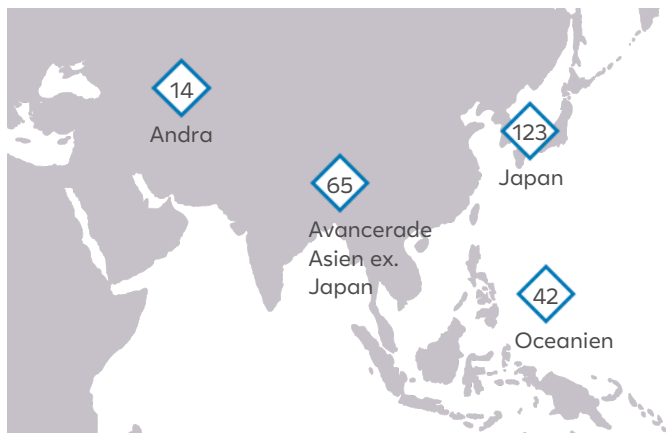 14
Andra
123
Japan
65
Avancerade
Asien ex.
Japan
42
Oceanien